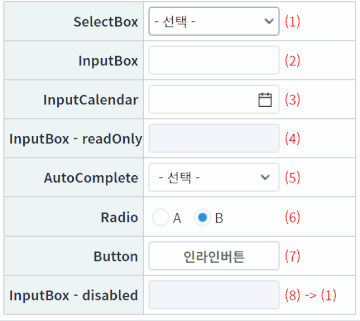 SelectBox - 선택 - (1)
InputBox (2)
InputCalendar (3)
InputBox - readOnly (4)
AutoComplete - 선택 - (5)
Radio A B (6)
Button 인라인버튼 (7)
InputBox - disabled (8) -> (1)